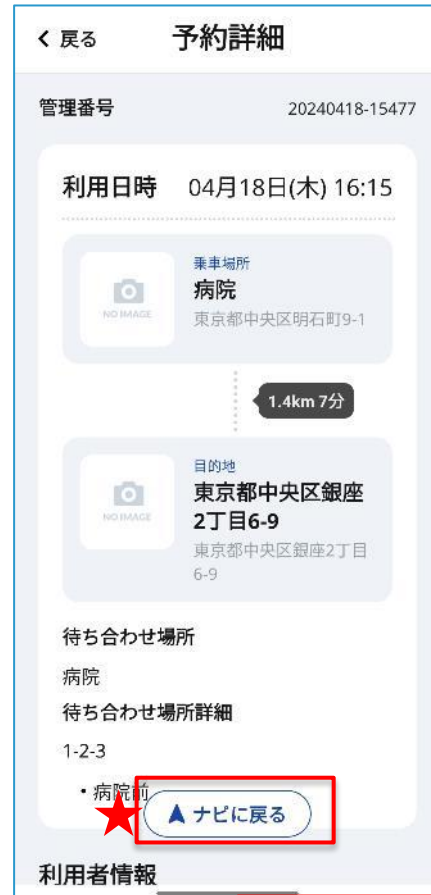 戻る 予約詳細
管理番号 20240418-15477
利用日時 04月18日(木) 16:15
乗車場所
NO IMAGE 病院
東京都中央区明石町9-1
1.4km 7分
目的地
NO IMAGE 東京都中央区銀座
2丁目6-9
東京都中央区銀座2丁目
6-9
待ち合わせ場所
病院
待ち合わせ場所詳細
1-2-3
・病院前
ナビに戻る
利用者情報